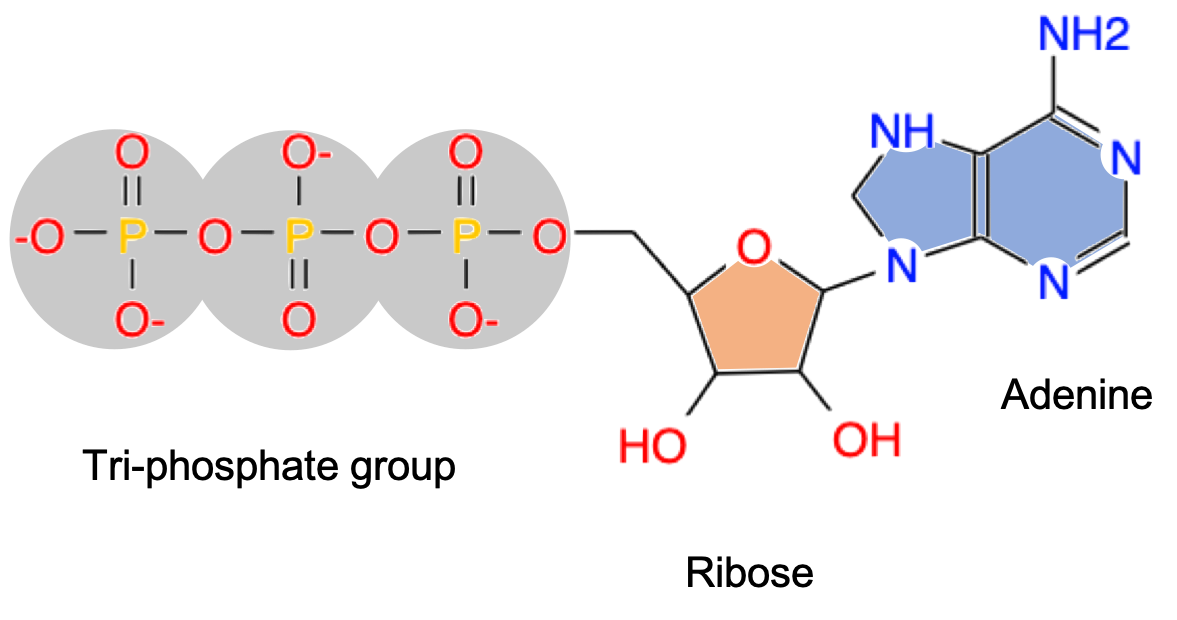 NH2
O O- O NH N
-O P O P O P O O N N
O- O O-
HO OH
Adenine
Tri-phosphate group
Ribose